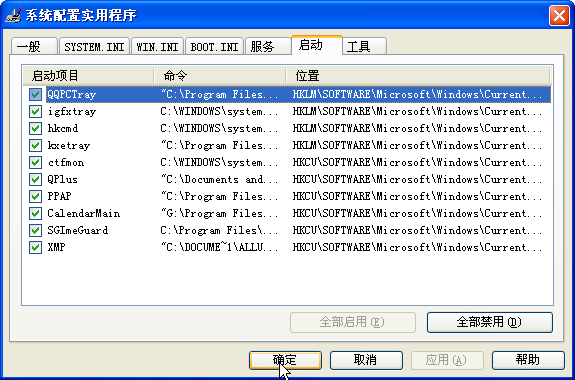 系统配置实用程序
一般 SYSTEM.INI WIN.INI BOOT.INI 服务 启动 工具
启动项目 命令 位置
QQPCTray "C:\Program Files... HKLM\SOFTWARE\Microsoft\Windows\Current...
igfxtray C:\WINDOWS\system... HKLM\SOFTWARE\Microsoft\Windows\Current...
hkcmd C:\WINDOWS\system... HKLM\SOFTWARE\Microsoft\Windows\Current...
kxetray "C:\Program Files... HKLM\SOFTWARE\Microsoft\Windows\Current...
ctfmon C:\WINDOWS\system... HKCU\SOFTWARE\Microsoft\Windows\Current...
QPlus "C:\Documents and... HKCU\SOFTWARE\Microsoft\Windows\Current...
PPAP "C:\Program Files... HKCU\SOFTWARE\Microsoft\Windows\Current...
CalendarMain "G:\Program Files... HKCU\SOFTWARE\Microsoft\Windows\Current...
SGImeGuard C:\Program Files\... HKCU\SOFTWARE\Microsoft\Windows\Current...
XMP "C:\DOCUME~1\ALLU... HKCU\SOFTWARE\Microsoft\Windows\Current...
全部启用(E) 全部禁用(D)
确定 取消 应用(A) 帮助